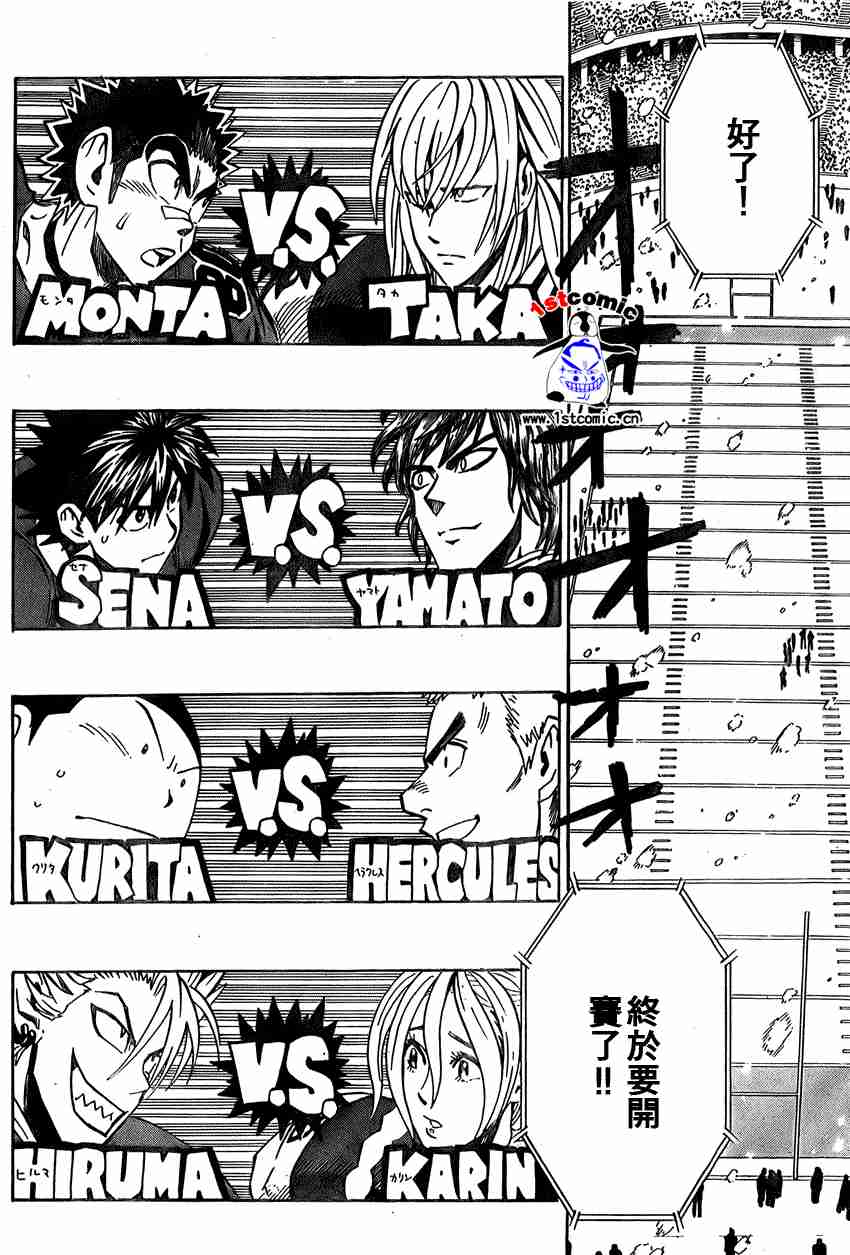 好了！
オオオオオオオ
1stcomic
www.1stcomic.cn
モンタ
MONTA
V.S.
タカ
TAKA
セナ
SENA
V.S.
ヤマト
YAMATO
クリタ
KURITA
V.S.
ヘラクレス
HERCULES
ヒルマ
HIRUMA
V.S.
カリン
KARIN
終於要開
賽了!!